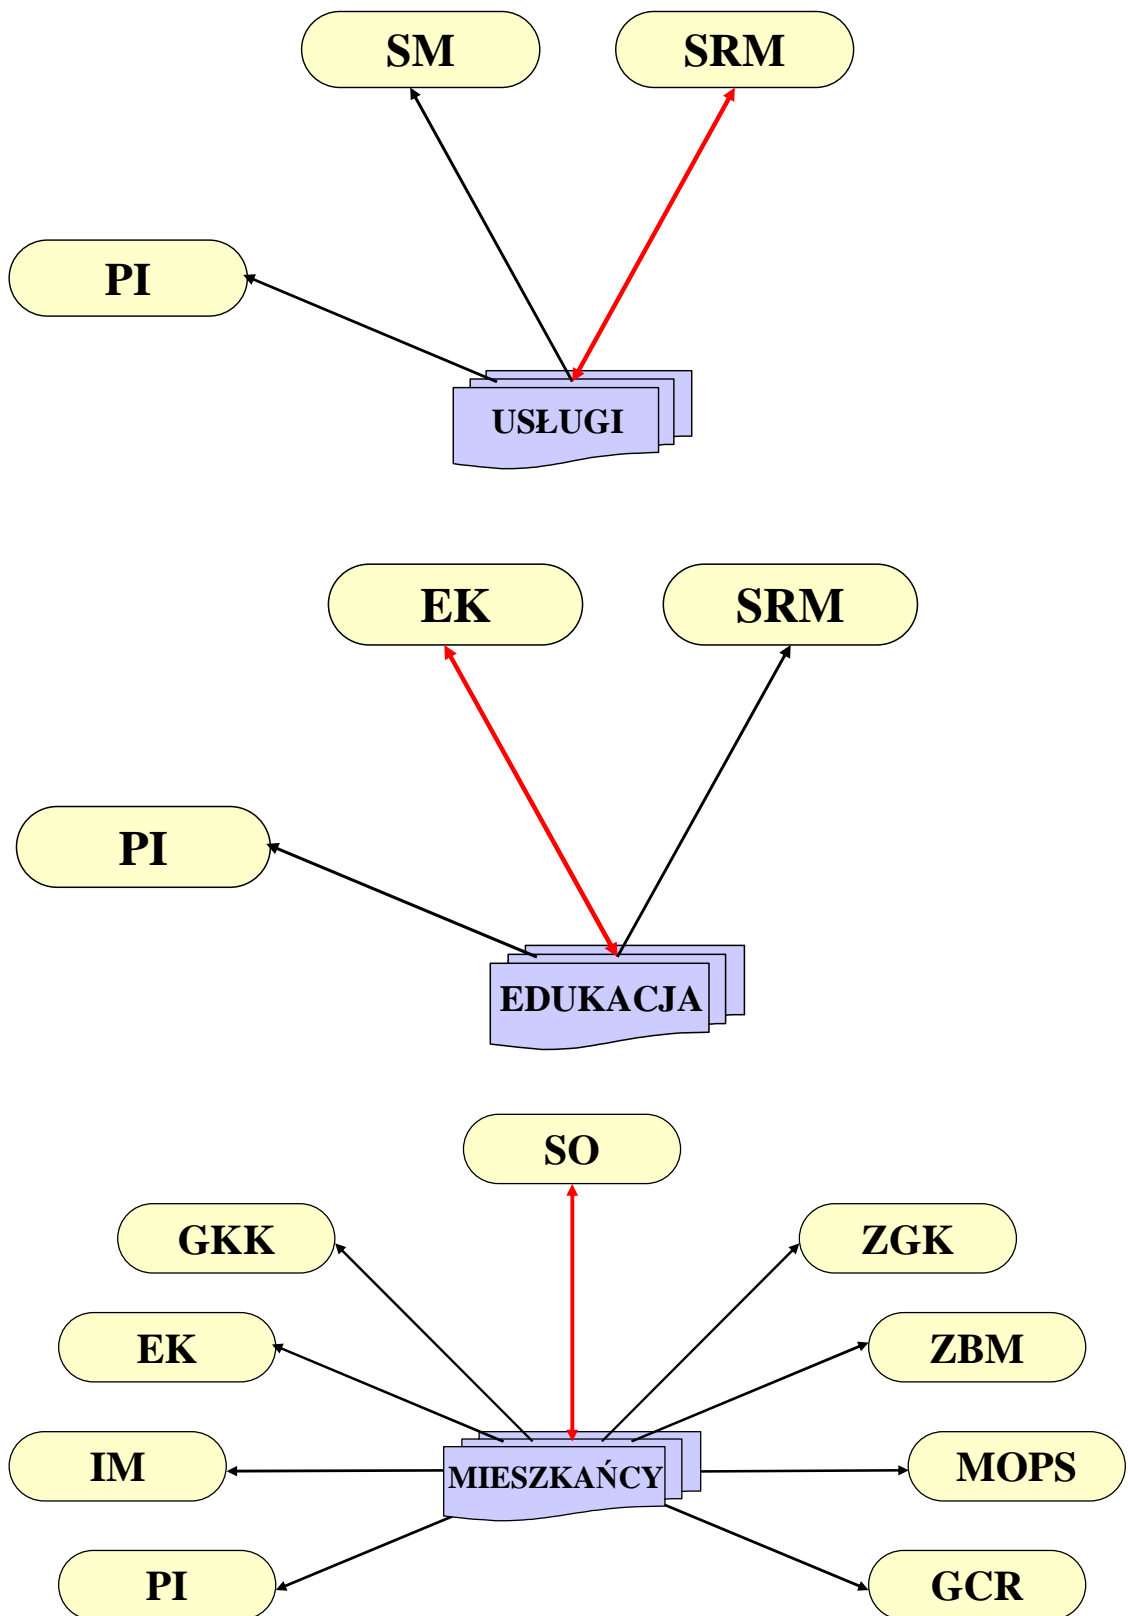 SM SRM
PI
USŁUGI
EK SRM
PI
EDUKACJA
SO
GKK ZGK
EK ZBM
IM MIESZKAŃCY MOPS
PI GCR